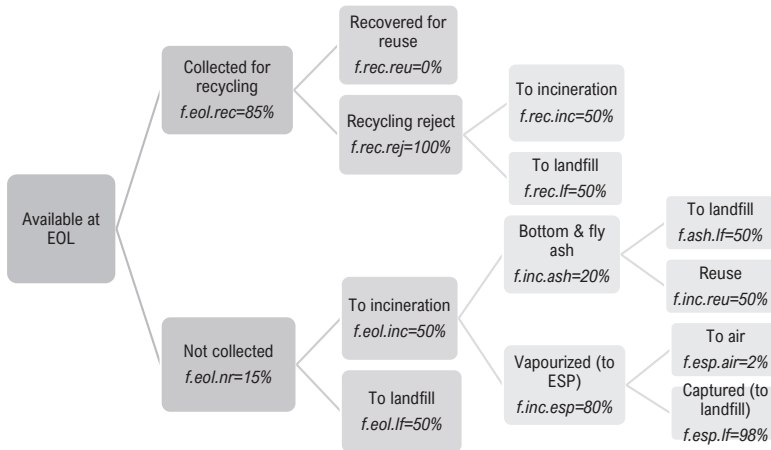 Available at
EOL
Collected for
recycling
f.eol.rec=85%
Not collected
f.eol.nr=15%
Recovered for
reuse
f.rec.reu=0%
Recycling reject
f.rec.rej=100%
To incineration
f.eol.inc=50%
To landfill
f.eol.lf=50%
To incineration
f.rec.inc=50%
To landfill
f.rec.lf=50%
Bottom & fly
ash
f.inc.ash=20%
Vapourized (to
ESP)
f.inc.esp=80%
To landfill
f.ash.lf=50%
Reuse
f.inc.reu=50%
To air
f.esp.air=2%
Captured (to
landfill)
f.esp.lf=98%